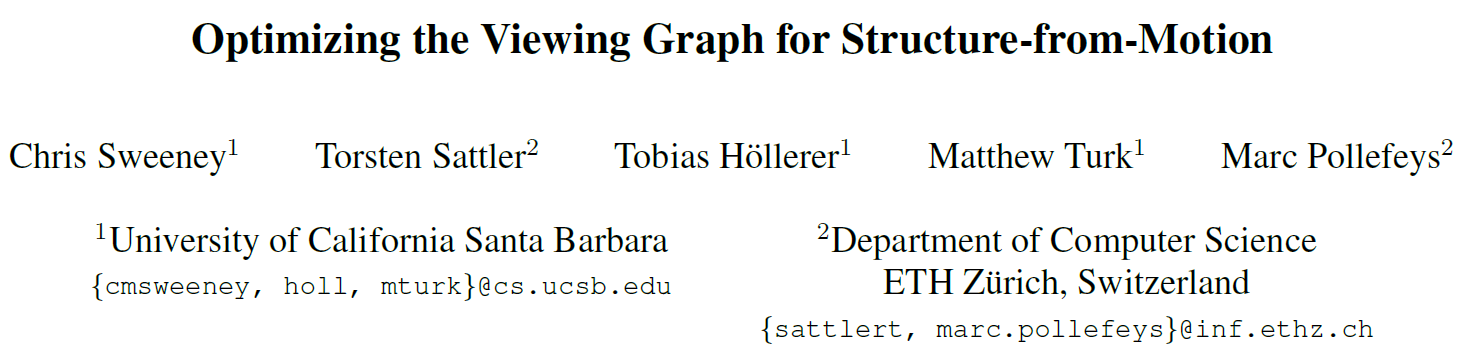 Optimizing the Viewing Graph for Structure-from-Motion
Chris Sweeney¹ Torsten Sattler² Tobias Höllerer¹ Matthew Turk¹ Marc Pollefeys²
¹University of California Santa Barbara
{cmsweeney, holl, mturk}@cs.ucsb.edu
²Department of Computer Science
ETH Zürich, Switzerland
{sattlert, marc.pollefeys}@inf.ethz.ch